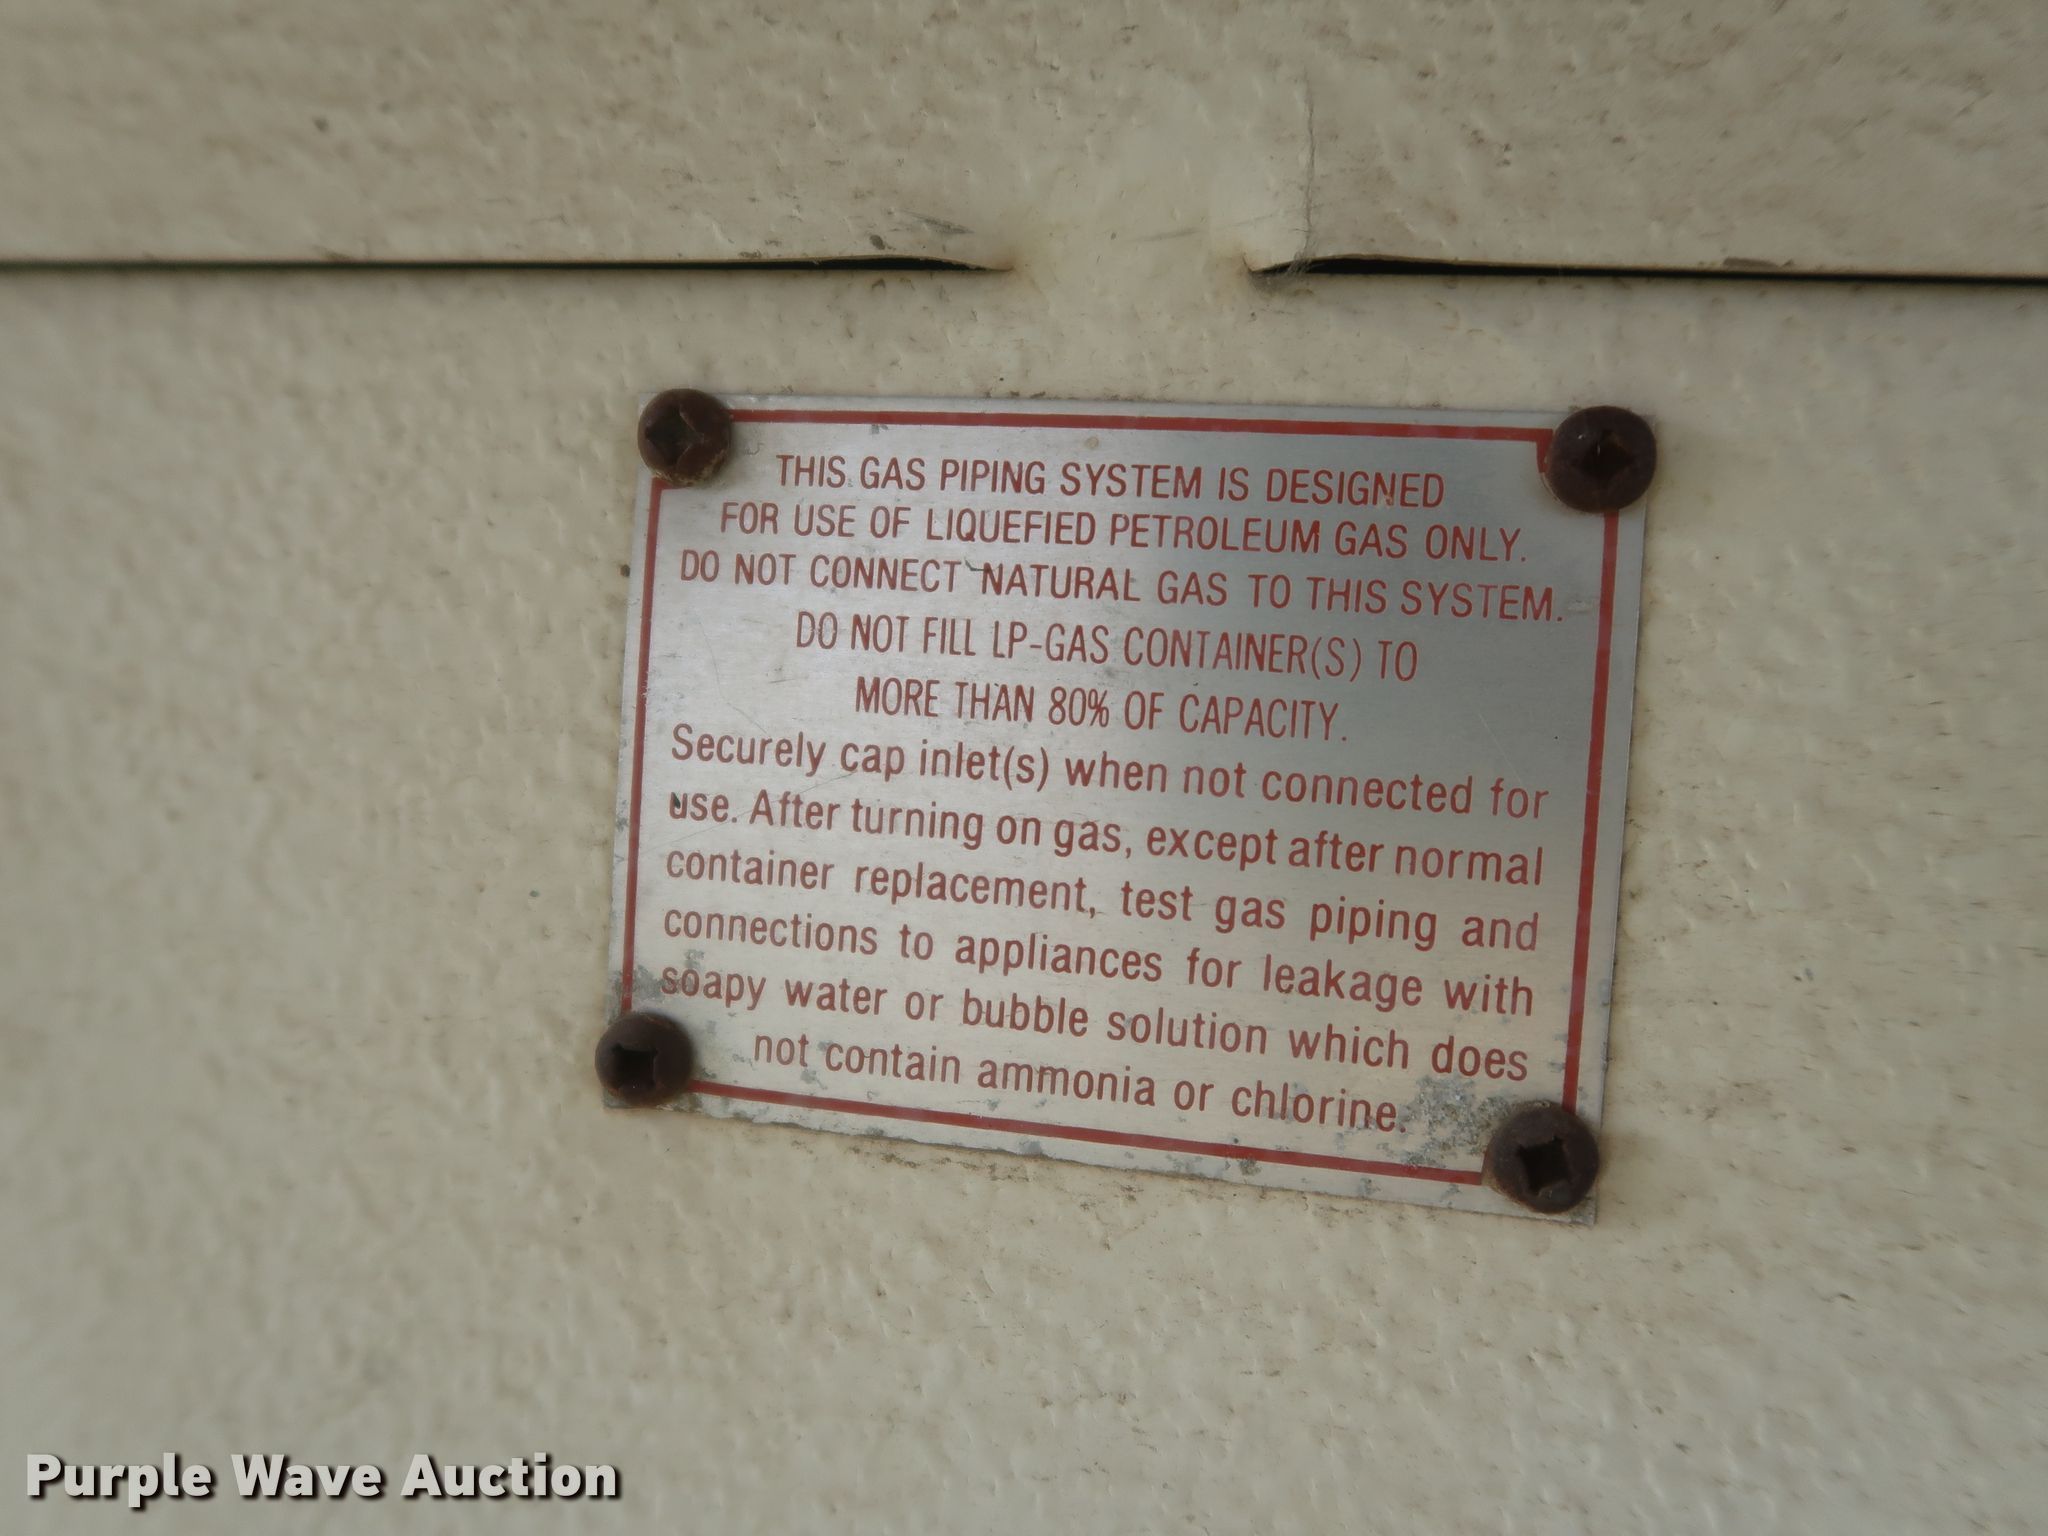 THIS GAS PIPING SYSTEM IS DESIGNED
FOR USE OF LIQUEFIED PETROLEUM GAS ONLY.
DO NOT CONNECT NATURAL GAS TO THIS SYSTEM.
DO NOT FILL LP-GAS CONTAINER(S) TO
MORE THAN 80% OF CAPACITY.
Securely cap inlet(s) when not connected for
use. After turning on gas, except after normal
container replacement, test gas piping and
connections to appliances for leakage with
soapy water or bubble solution which does
not contain ammonia or chlorine.
Purple Wave Auction